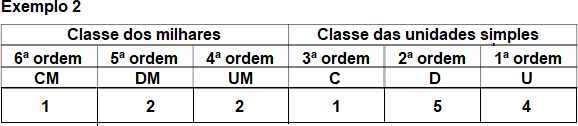 Exemplo 2
Classe dos milhares Classe das unidades simples
6ª ordem 5ª ordem 4ª ordem 3ª ordem 2ª ordem 1ª ordem
CM DM UM C D U
1 2 2 1 5 4